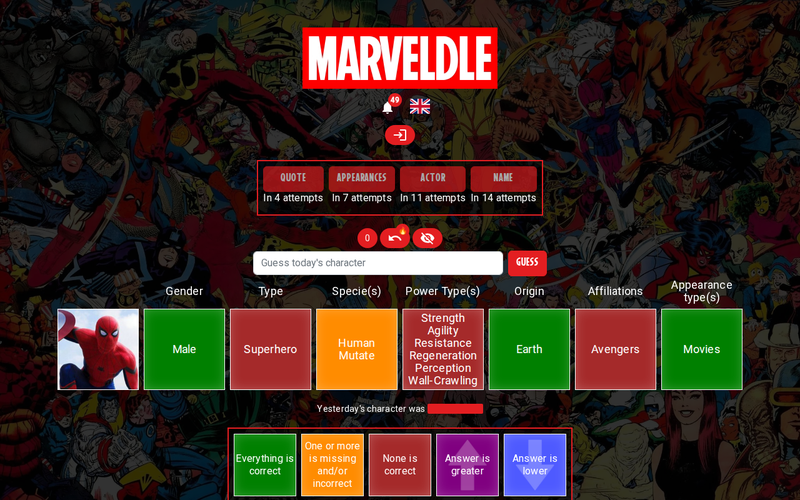 MARVELDLE
49
QUOTE APPEARANCES ACTOR NAME
In 4 attempts In 7 attempts In 11 attempts In 14 attempts
0
Guess today's character GUESS
Gender Type Specie(s) Power Type(s) Origin Affiliations Appearance
type(s)
Male
Superhero
Human
Mutate
Strength
Agility
Resistance
Regeneration
Perception
Wall-Crawling
Earth
Avengers
Movies
Yesterday's character was
Everything is
correct
One or more
is missing
and/or
incorrect
None is
correct
Answer is
greater
Answer is
lower